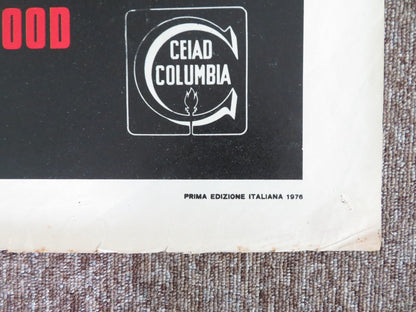 OOD
CEIAD
COLUMBIA
PRIMA EDIZIONE ITALIANA 1976